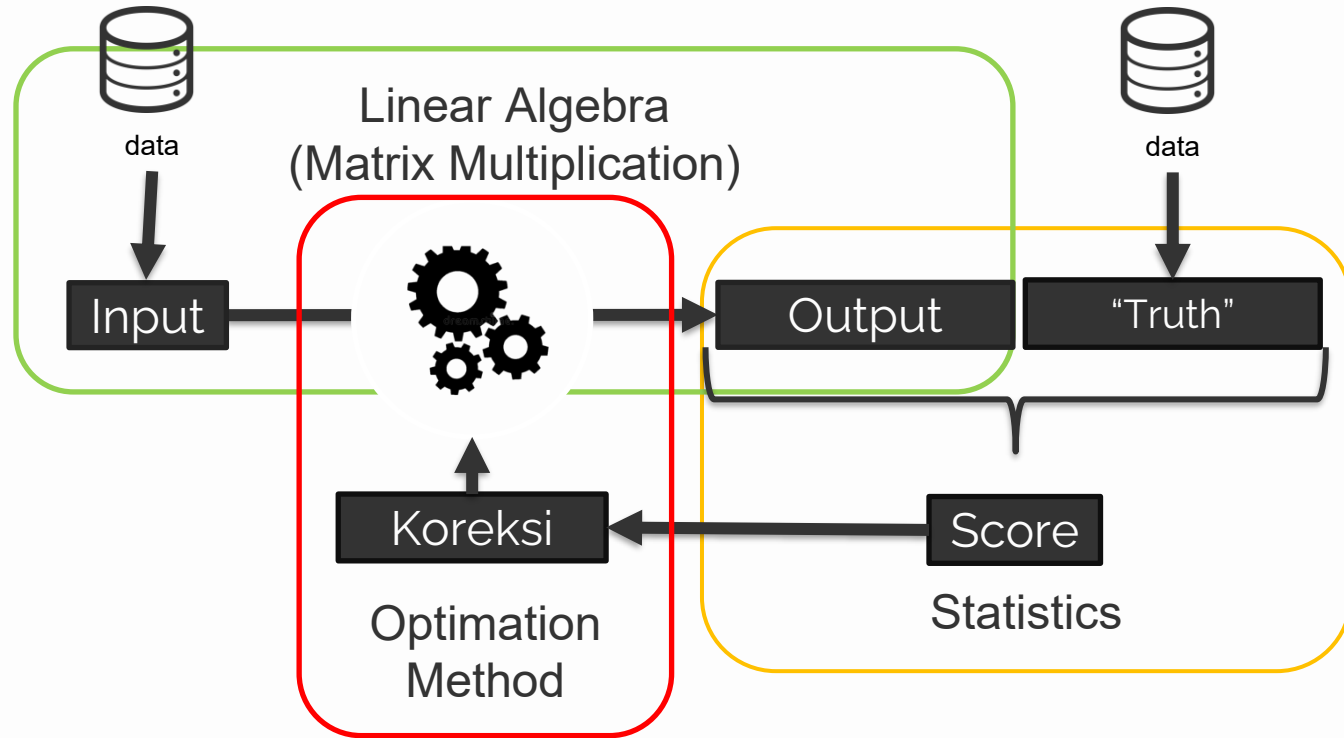 data
data
Linear Algebra
(Matrix Multiplication)
Input
Output
“Truth”
Koreksi
Score
Optimation
Method
Statistics